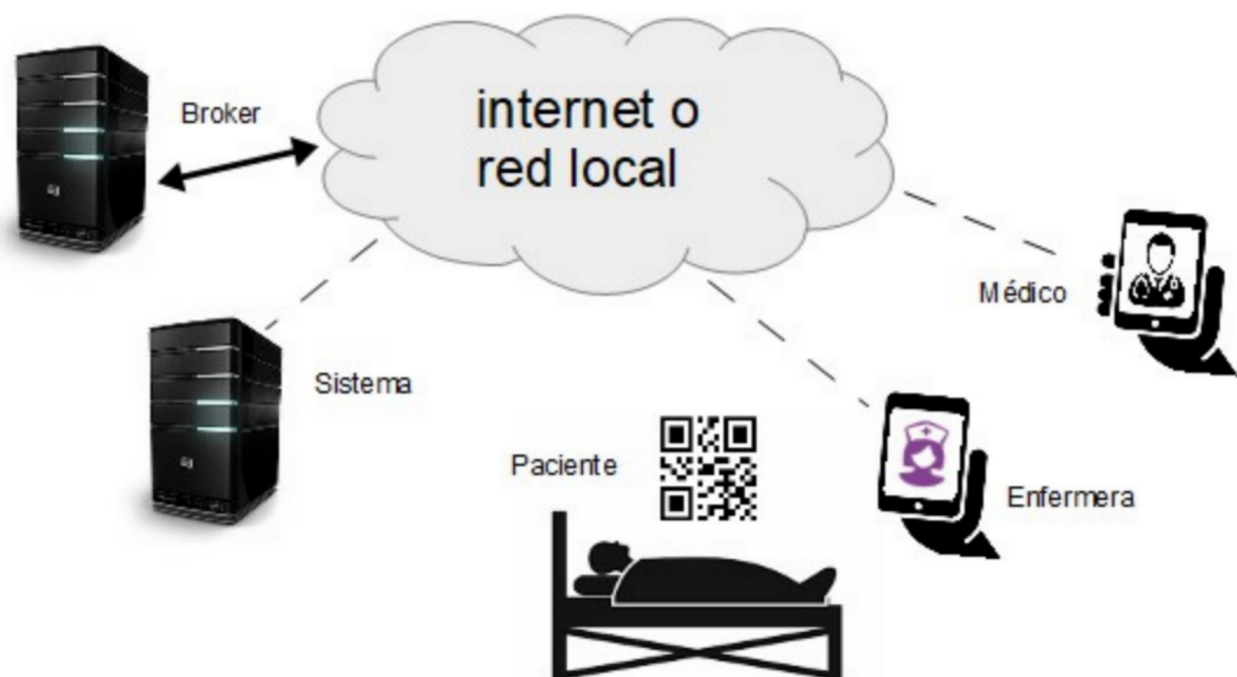 Broker
internet o
red local
Médico
Sistema
Paciente
Enfermera